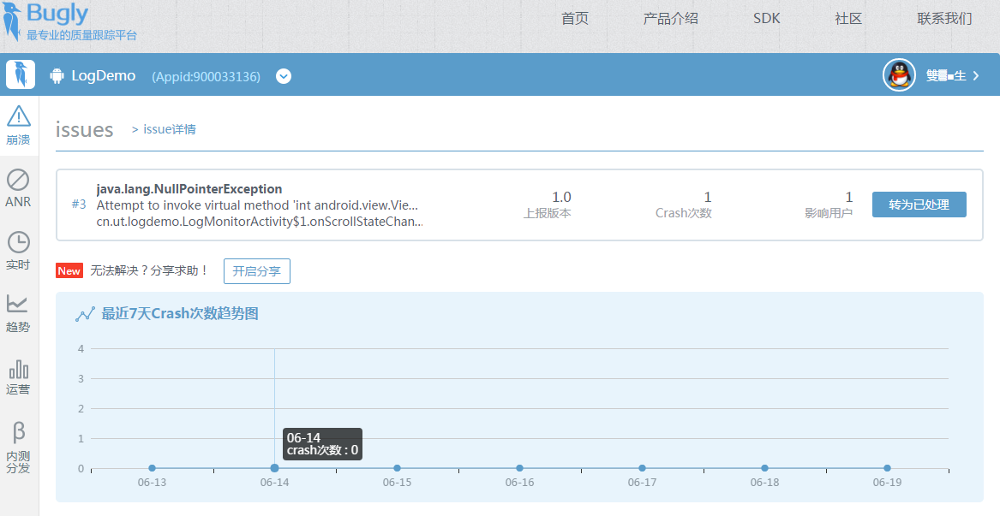 Bugly
最专业的质量跟踪平台
首页 产品介绍 SDK 社区 联系我们
LogDemo (Appid:900033136)
生
崩溃
ANR
实时
趋势
运营
β
内测
分发
issues > issue详情
#3
java.lang.NullPointerException
Attempt to invoke virtual method 'int android.view.Vie...
cn.ut.logdemo.LogMonitorActivity$1.onScrollStateChan...
1.0
上报版本
1
Crash次数
1
影响用户
转为已处理
New 无法解决？分享求助！ 开启分享
最近7天Crash次数趋势图
4
3
2
1
0
06-14
crash次数 : 0
06-13 06-14 06-15 06-16 06-17 06-18 06-19